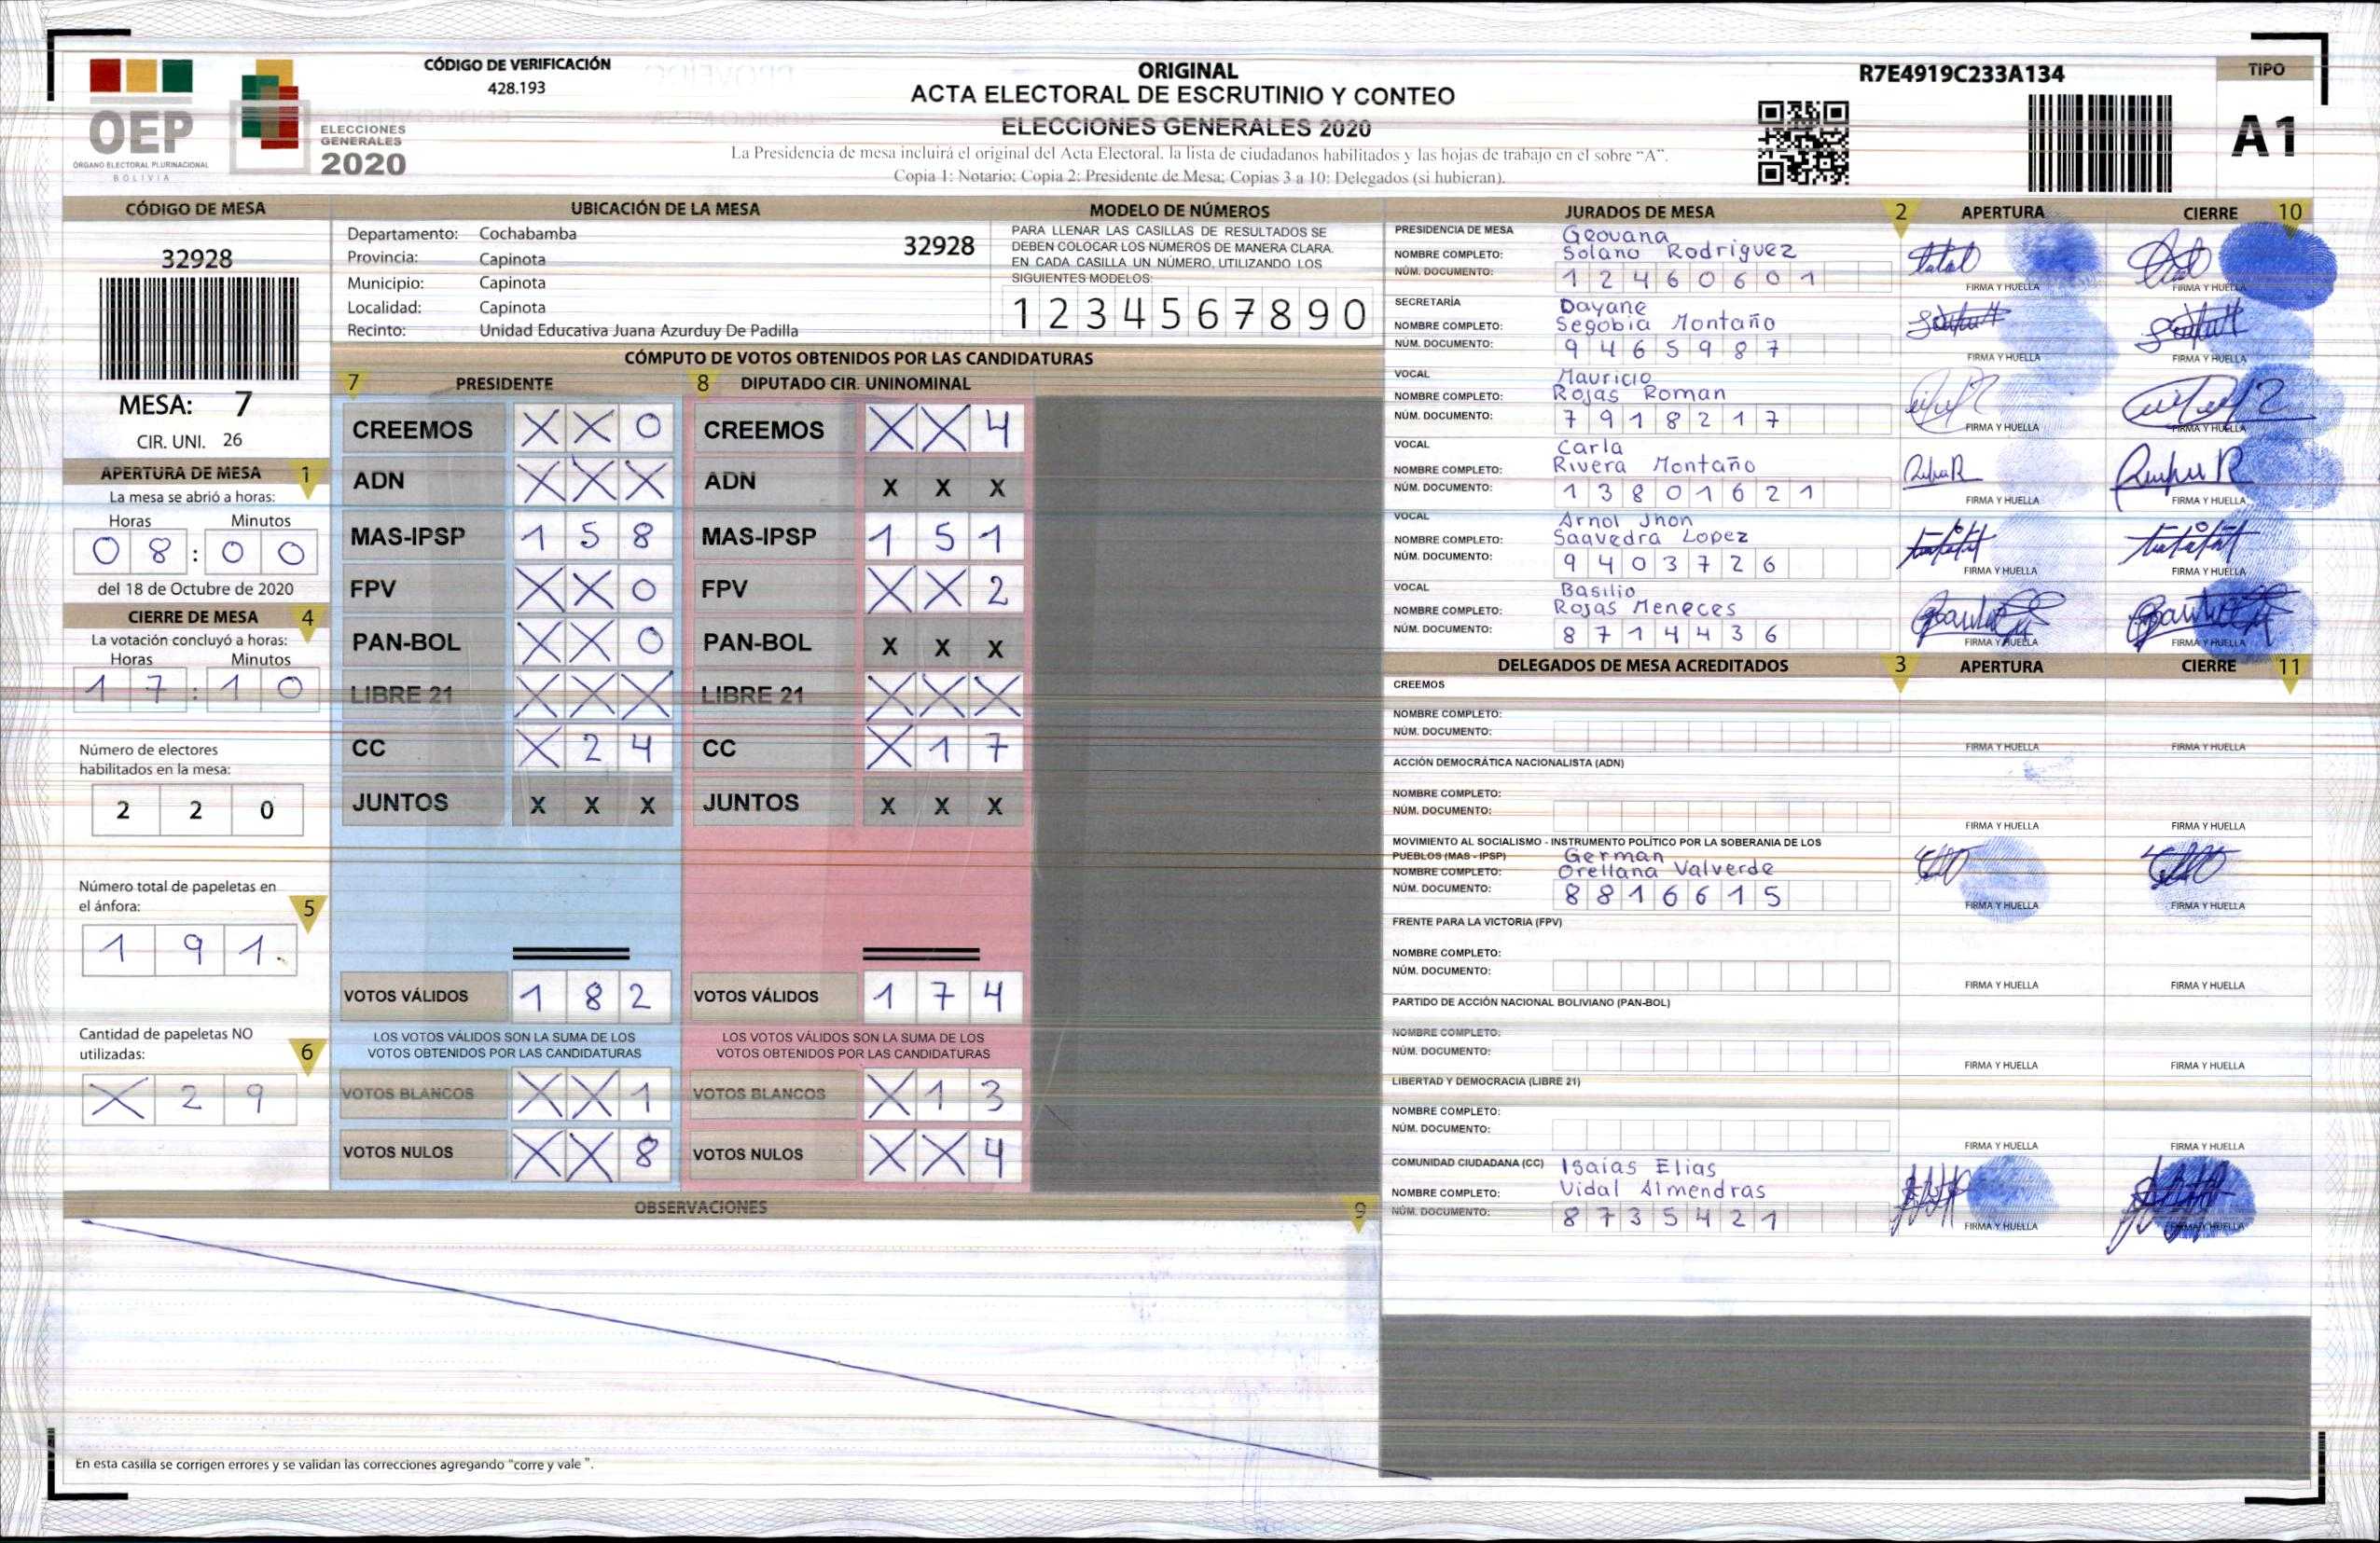 OEP
ÓRGANO ELECTORAL PLURINACIONAL
BOLIVIA
ELECCIONES
GENERALES
2020
CÓDIGO DE VERIFICACIÓN
428.193
ORIGINAL
ACTA ELECTORAL DE ESCRUTINIO Y CONTEO
ELECCIONES GENERALES 2020
La Presidencia de mesa incluirá el original del Acta Electoral. la lista de ciudadanos habilitados y las hojas de trabajo en el sobre "A".
Copia 1: Notario; Copia 2: Presidente de Mesa; Copias 3 a 10: Delegados (si hubieran).
R7E4919C233A134
TIPO
A1
CÓDIGO DE MESA
32928
MESA: 7
CIR. UNI. 26
APERTURA DE MESA 1
La mesa se abrió a horas:
Horas Minutos
0 8 : 0 0
del 18 de Octubre de 2020
CIERRE DE MESA 4
La votación concluyó a horas:
Horas Minutos
1 7 : 1 0
Número de electores
habilitados en la mesa:
2 2 0
Número total de papeletas en
el ánfora: 5
1 9 1
Cantidad de papeletas NO
utilizadas: 6
X 2 9
UBICACIÓN DE LA MESA
Departamento: Cochabamba
32928
Provincia: Capinota
Municipio: Capinota
Localidad: Capinota
Recinto: Unidad Educativa Juana Azurduy De Padilla
MODELO DE NÚMEROS
PARA LLENAR LAS CASILLAS DE RESULTADOS SE
DEBEN COLOCAR LOS NÚMEROS DE MANERA CLARA.
EN CADA CASILLA UN NÚMERO, UTILIZANDO LOS
SIGUIENTES MODELOS:
1 2 3 4 5 6 7 8 9 0
CÓMPUTO DE VOTOS OBTENIDOS POR LAS CANDIDATURAS
7 PRESIDENTE 8 DIPUTADO CIR. UNINOMINAL
CREEMOS X X 0 CREEMOS X X 4
ADN X X X ADN X X X
MAS-IPSP 1 5 8 MAS-IPSP 1 5 1
FPV X X 0 FPV X X 2
PAN-BOL X X 0 PAN-BOL X X X
LIBRE 21 X X X LIBRE 21 X X X
CC X 2 4 CC X 1 7
JUNTOS X X X JUNTOS X X X
VOTOS VÁLIDOS 1 8 2 VOTOS VÁLIDOS 1 7 4
LOS VOTOS VÁLIDOS SON LA SUMA DE LOS LOS VOTOS VÁLIDOS SON LA SUMA DE LOS
VOTOS OBTENIDOS POR LAS CANDIDATURAS VOTOS OBTENIDOS POR LAS CANDIDATURAS
VOTOS BLANCOS X X 1 VOTOS BLANCOS X 1 3
VOTOS NULOS X X 8 VOTOS NULOS X X 4
OBSERVACIONES 9
En esta casilla se corrigen errores y se validan las correcciones agregando "corre y vale ".
JURADOS DE MESA 2 APERTURA CIERRE 10
PRESIDENCIA DE MESA Geovana
NOMBRE COMPLETO: Solano Rodriguez
NÚM. DOCUMENTO: 1 2 4 6 0 6 0 1
FIRMA Y HUELLA FIRMA Y HUELLA
SECRETARÍA Dayane
NOMBRE COMPLETO: Segobia Montaño
NÚM. DOCUMENTO: 9 4 6 5 9 8 7
FIRMA Y HUELLA FIRMA Y HUELLA
VOCAL Mauricio
NOMBRE COMPLETO: Rojas Roman
NÚM. DOCUMENTO: 7 9 1 8 2 1 7
FIRMA Y HUELLA FIRMA Y HUELLA
VOCAL Carla
NOMBRE COMPLETO: Rivera Montaño
NÚM. DOCUMENTO: 1 3 8 0 1 6 2 1
FIRMA Y HUELLA FIRMA Y HUELLA
VOCAL Arnol Jhon
NOMBRE COMPLETO: Saavedra Lopez
NÚM. DOCUMENTO: 9 4 0 3 7 2 6
FIRMA Y HUELLA FIRMA Y HUELLA
VOCAL Basilio
NOMBRE COMPLETO: Rojas Meneces
NÚM. DOCUMENTO: 8 7 1 4 4 3 6
FIRMA Y HUELLA FIRMA Y HUELLA
DELEGADOS DE MESA ACREDITADOS 3 APERTURA CIERRE 11
CREEMOS
NOMBRE COMPLETO:
NÚM. DOCUMENTO:
FIRMA Y HUELLA FIRMA Y HUELLA
ACCIÓN DEMOCRÁTICA NACIONALISTA (ADN)
NOMBRE COMPLETO:
NÚM. DOCUMENTO:
FIRMA Y HUELLA FIRMA Y HUELLA
MOVIMIENTO AL SOCIALISMO - INSTRUMENTO POLÍTICO POR LA SOBERANIA DE LOS
PUEBLOS (MAS - IPSP) German
NOMBRE COMPLETO: Orellana Valverde
NÚM. DOCUMENTO: 8 8 1 6 6 1 5
FIRMA Y HUELLA FIRMA Y HUELLA
FRENTE PARA LA VICTORIA (FPV)
NOMBRE COMPLETO:
NÚM. DOCUMENTO:
FIRMA Y HUELLA FIRMA Y HUELLA
PARTIDO DE ACCIÓN NACIONAL BOLIVIANO (PAN-BOL)
NOMBRE COMPLETO:
NÚM. DOCUMENTO:
FIRMA Y HUELLA FIRMA Y HUELLA
LIBERTAD Y DEMOCRACIA (LIBRE 21)
NOMBRE COMPLETO:
NÚM. DOCUMENTO:
FIRMA Y HUELLA FIRMA Y HUELLA
COMUNIDAD CIUDADANA (CC) Isaías Elias
NOMBRE COMPLETO: Vidal Almendras
NÚM. DOCUMENTO: 8 7 3 5 4 2 1
FIRMA Y HUELLA FIRMA Y HUELLA